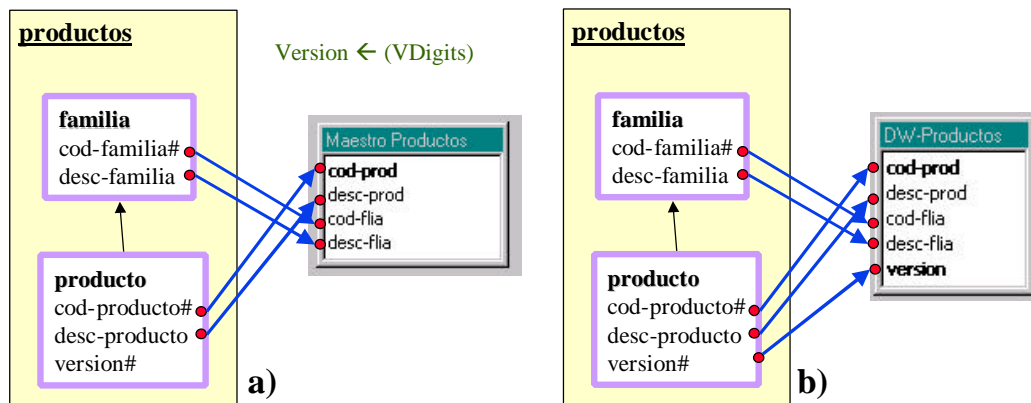 productos
Version ← (VDigits)
familia
cod-familia#
desc-familia
producto
cod-producto#
desc-producto
version#
Maestro Productos
cod-prod
desc-prod
cod-flia
desc-flia
a)
productos
familia
cod-familia#
desc-familia
producto
cod-producto#
desc-producto
version#
DW-Productos
cod-prod
desc-prod
cod-flia
desc-flia
version
b)